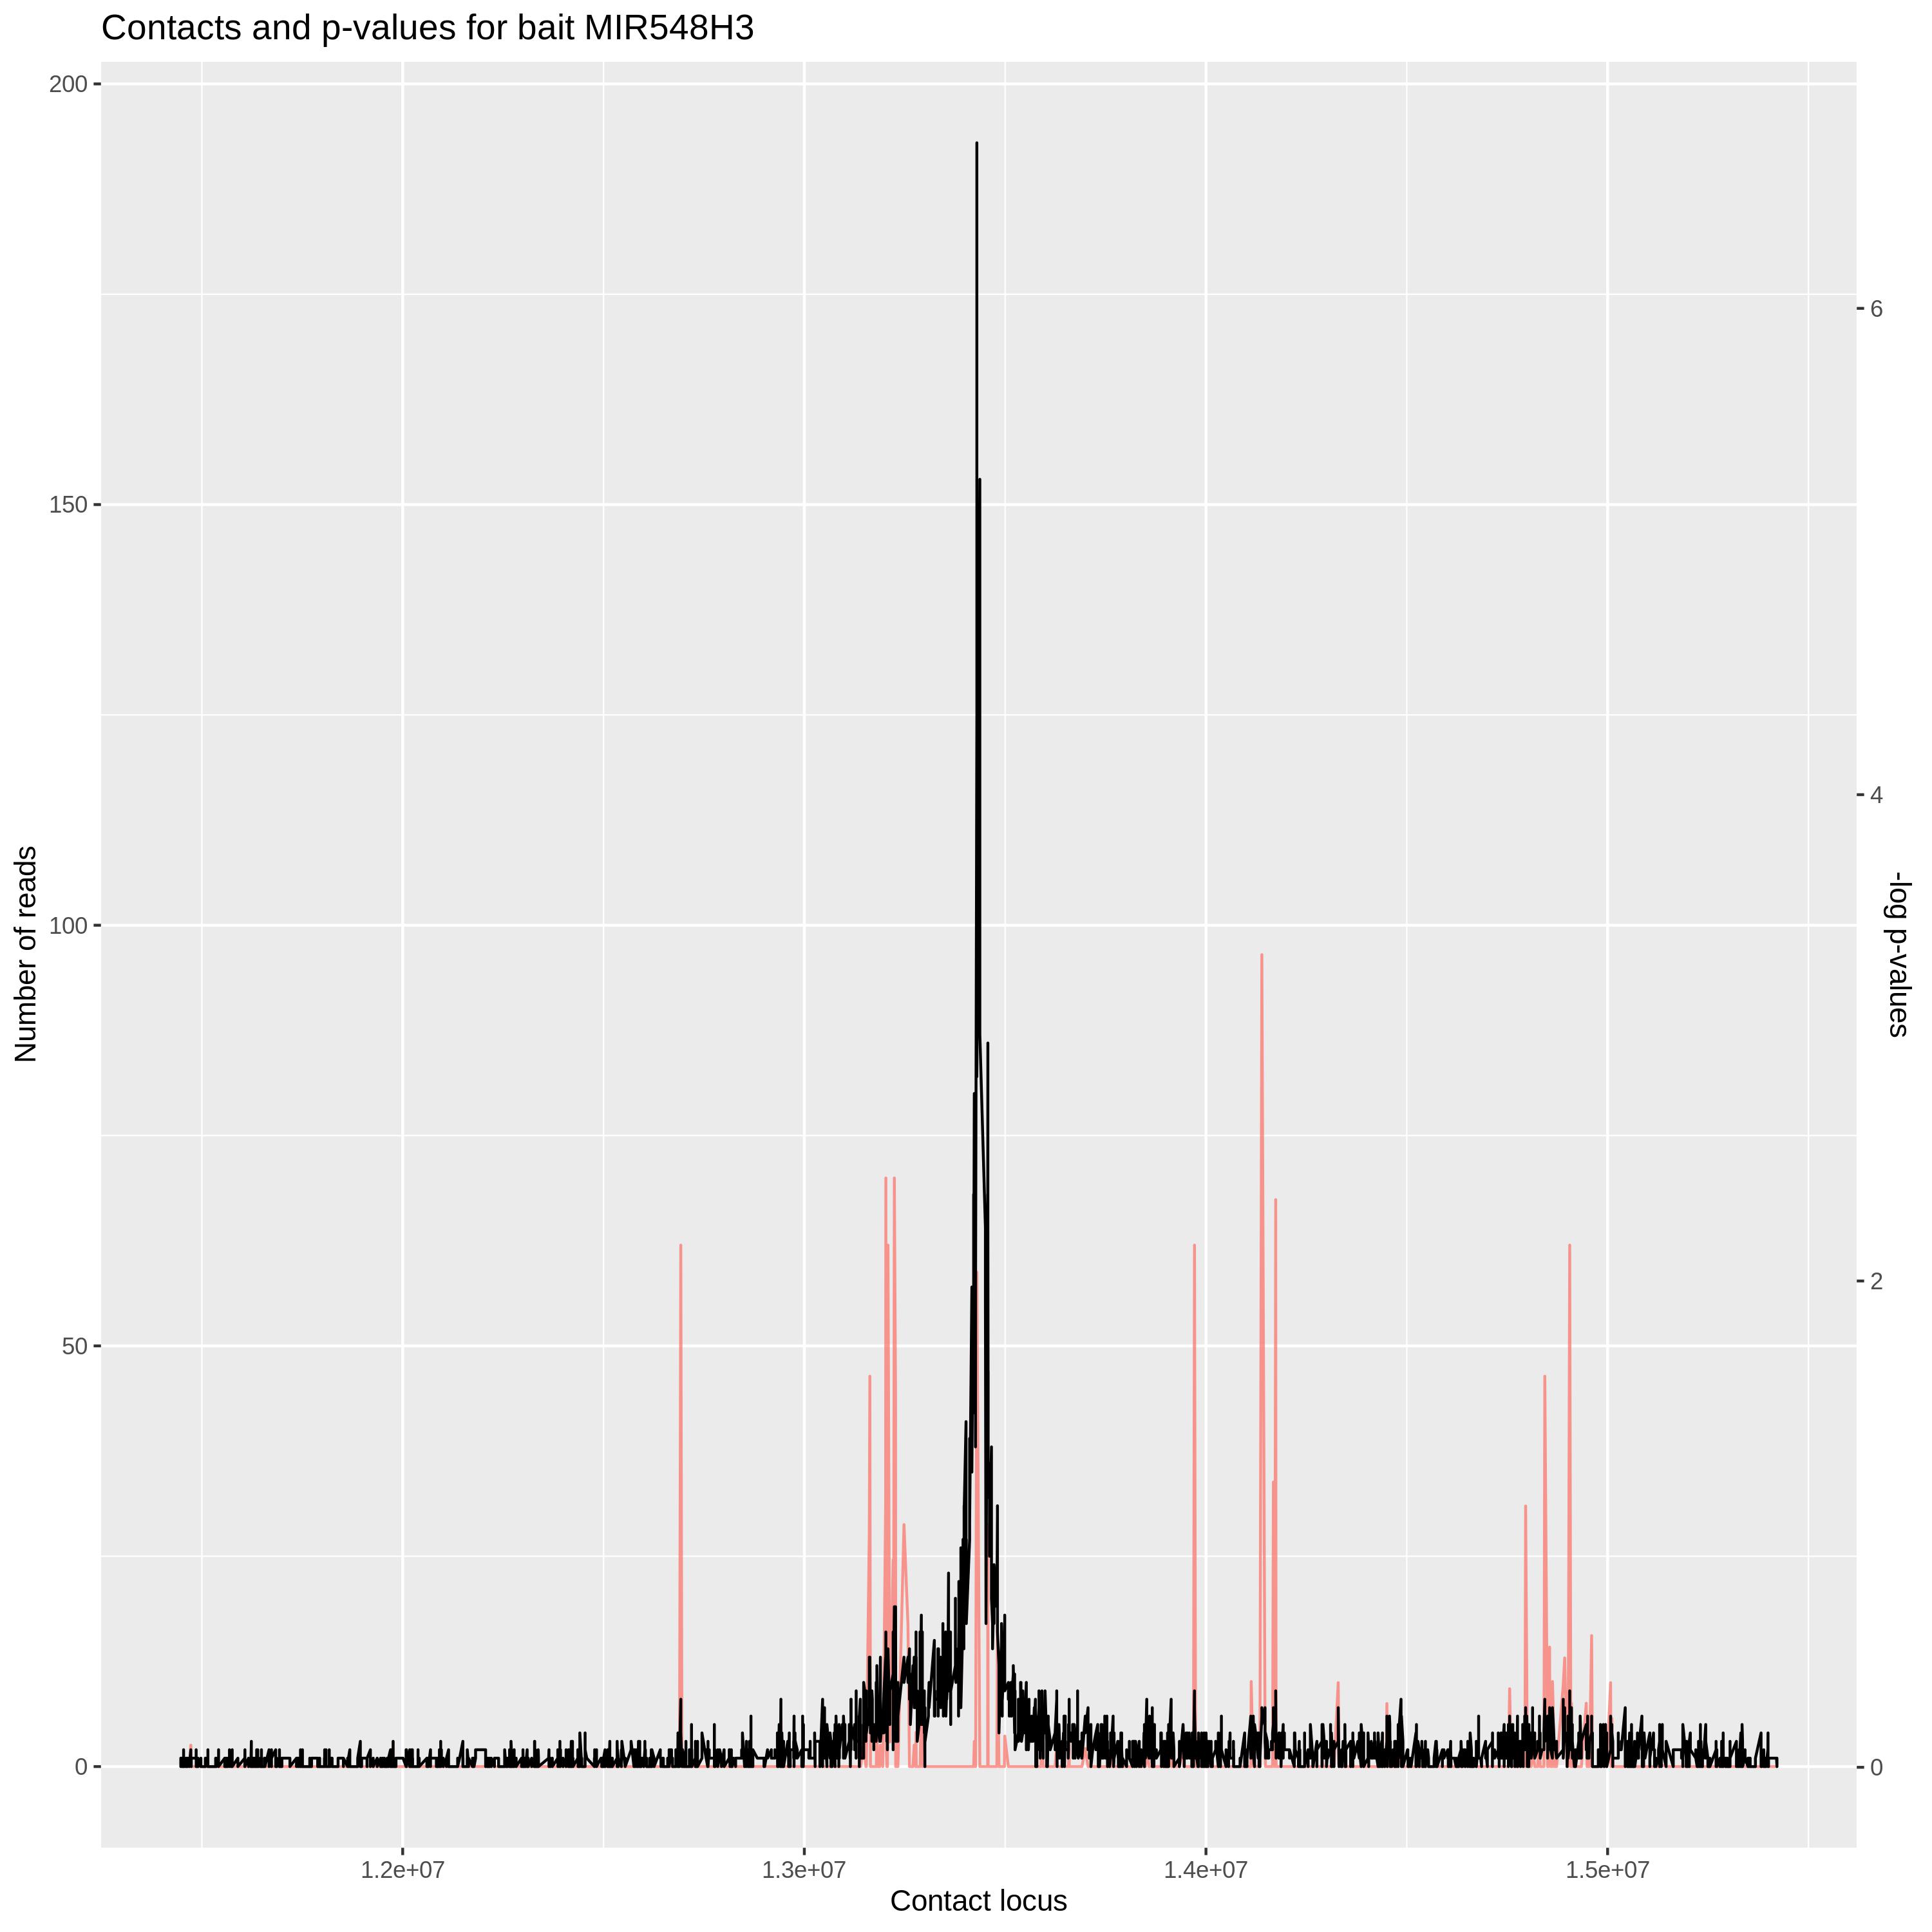 Contacts and p-values for bait MIR548H3
200
150
100
50
0
Number of reads
6
4
2
0
-log p-values
1.2e+07
1.3e+07
1.4e+07
1.5e+07
Contact locus